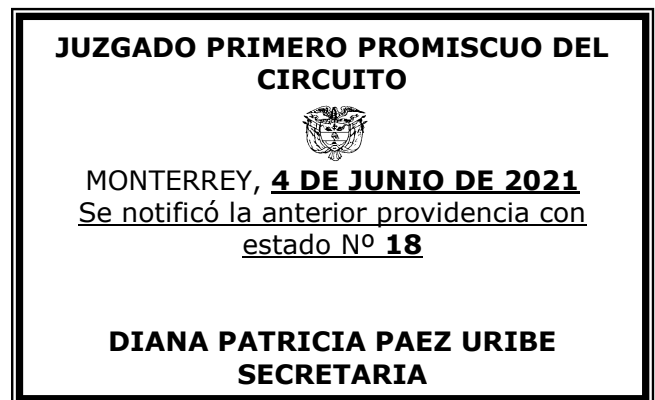 JUZGADO PRIMERO PROMISCUO DEL
CIRCUITO
MONTERREY, 4 DE JUNIO DE 2021
Se notificó la anterior providencia con
estado Nº 18
DIANA PATRICIA PAEZ URIBE
SECRETARIA